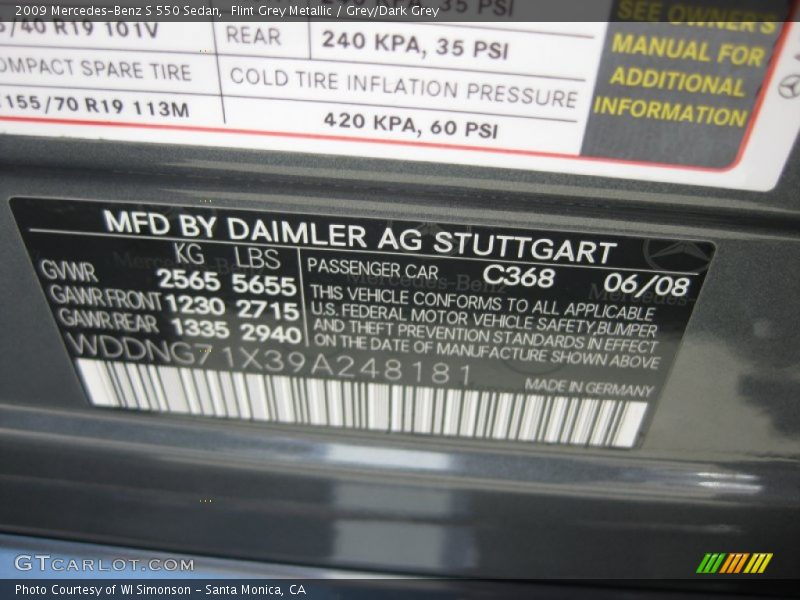 2009 Mercedes-Benz S 550 Sedan,  Flint Grey Metallic / Grey/Dark Grey
35 PSI
SEE OWNER'S
/40 R19 101V
REAR
240 KPA, 35 PSI
MANUAL FOR
ADDITIONAL
INFORMATION
COMPACT SPARE TIRE
COLD TIRE INFLATION PRESSURE
155/70 R19 113M
420 KPA, 60 PSI
MFD BY DAIMLER AG STUTTGART
KG LBS
GVWR 2565 5655
GAWR.FRONT 1230 2715
GAWR.REAR 1335 2940
PASSENGER CAR C368 06/08
THIS VEHICLE CONFORMS TO ALL APPLICABLE
U.S. FEDERAL MOTOR VEHICLE SAFETY,BUMPER
AND THEFT PREVENTION STANDARDS IN EFFECT
ON THE DATE OF MANUFACTURE SHOWN ABOVE
WDDNG71X39A248181
MADE IN GERMANY
GTCARLOT.COM
Photo Courtesy of WI Simonson - Santa Monica, CA